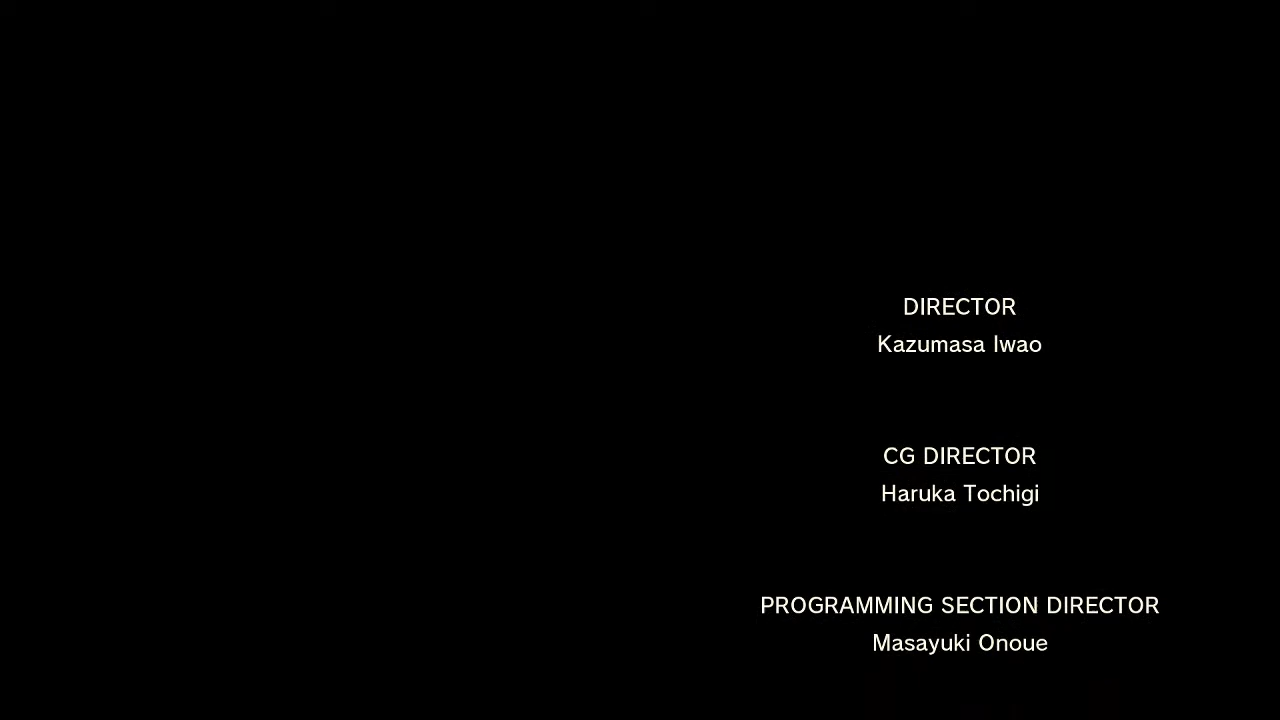 DIRECTOR
Kazumasa Iwao
CG DIRECTOR
Haruka Tochigi
PROGRAMMING SECTION DIRECTOR
Masayuki Onoue